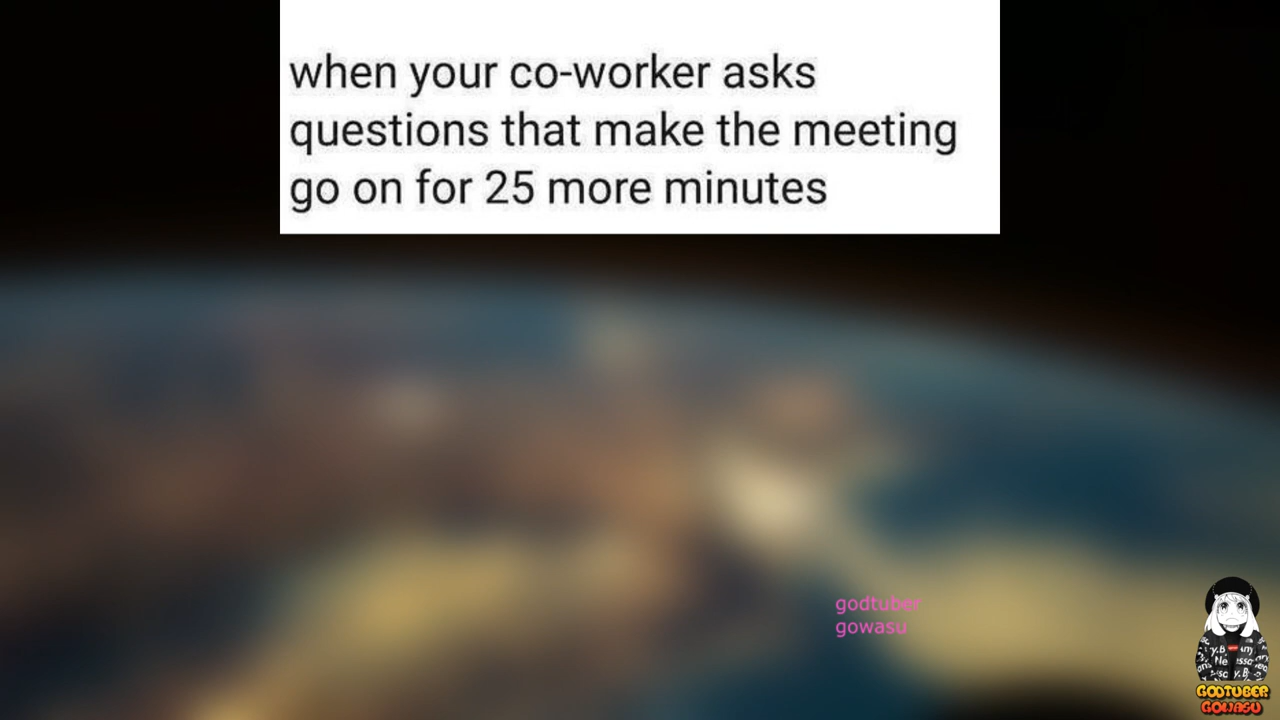 when your co-worker asks
questions that make the meeting
go on for 25 more minutes
godtuber
gowasu
GODTUBER
GOWASU